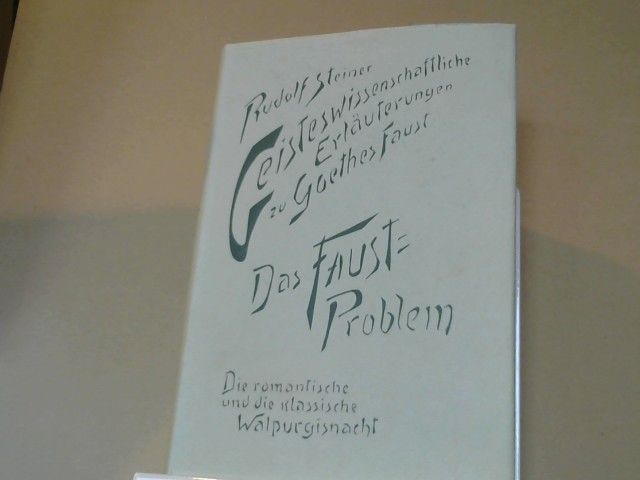 Rudolf Steiner
Geisteswissenschaftliche
Erläuterungen
zu Goethes Faust
Das FAUST=
Problem
Die romantische
und die klassische
Walpurgisnacht